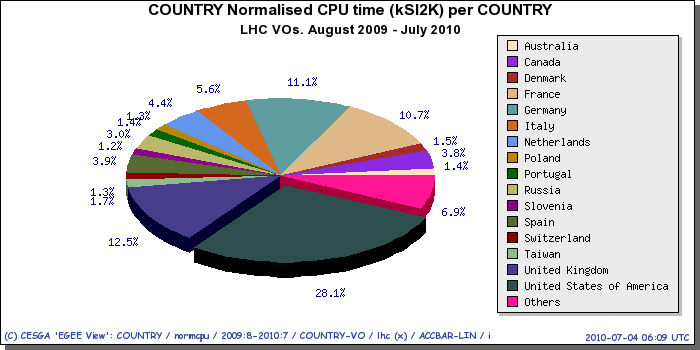 COUNTRY Normalised CPU time (kSI2K) per COUNTRY
LHC VOs. August 2009 - July 2010
Australia
Canada
Denmark
France
Germany
Italy
Netherlands
Poland
Portugal
Russia
Slovenia
Spain
Switzerland
Taiwan
United Kingdom
United States of America
Others
11.1%
5.6%
4.4%
1.3%
1.4%
3.0%
1.2%
3.9%
1.3%
1.7%
12.5%
28.1%
6.9%
1.4%
3.8%
1.5%
10.7%
(C) CESGA 'EGEE View': COUNTRY / normcpu / 2009:8-2010:7 / COUNTRY-VO / lhc (x) / ACCBAR-LIN / i
2010-07-04 06:09 UTC